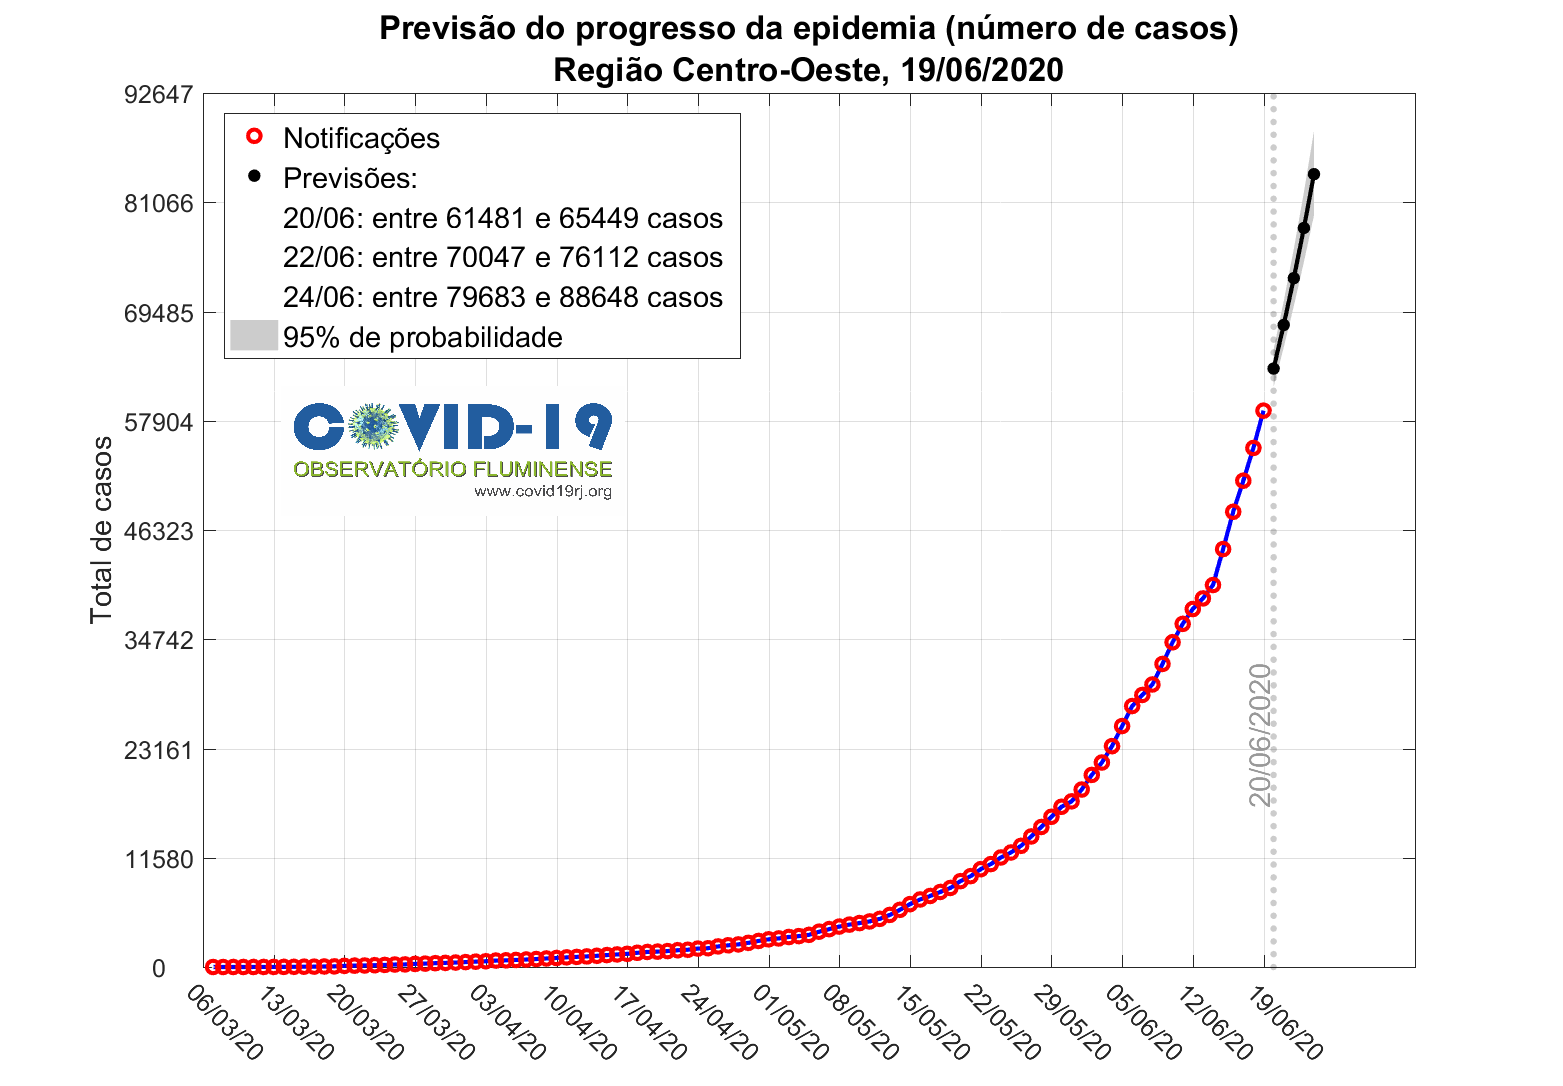 Previsão do progresso da epidemia (número de casos)
Região Centro-Oeste, 19/06/2020
92647
81066
69485
57904
46323
34742
23161
11580
0
Total de casos
Notificações
Previsões:
20/06: entre 61481 e 65449 casos
22/06: entre 70047 e 76112 casos
24/06: entre 79683 e 88648 casos
95% de probabilidade
COVID-19
OBSERVATÓRIO FLUMINENSE
www.covid19rj.org
20/06/2020
06/03/20
13/03/20
20/03/20
27/03/20
03/04/20
10/04/20
17/04/20
24/04/20
01/05/20
08/05/20
15/05/20
22/05/20
29/05/20
05/06/20
12/06/20
19/06/20